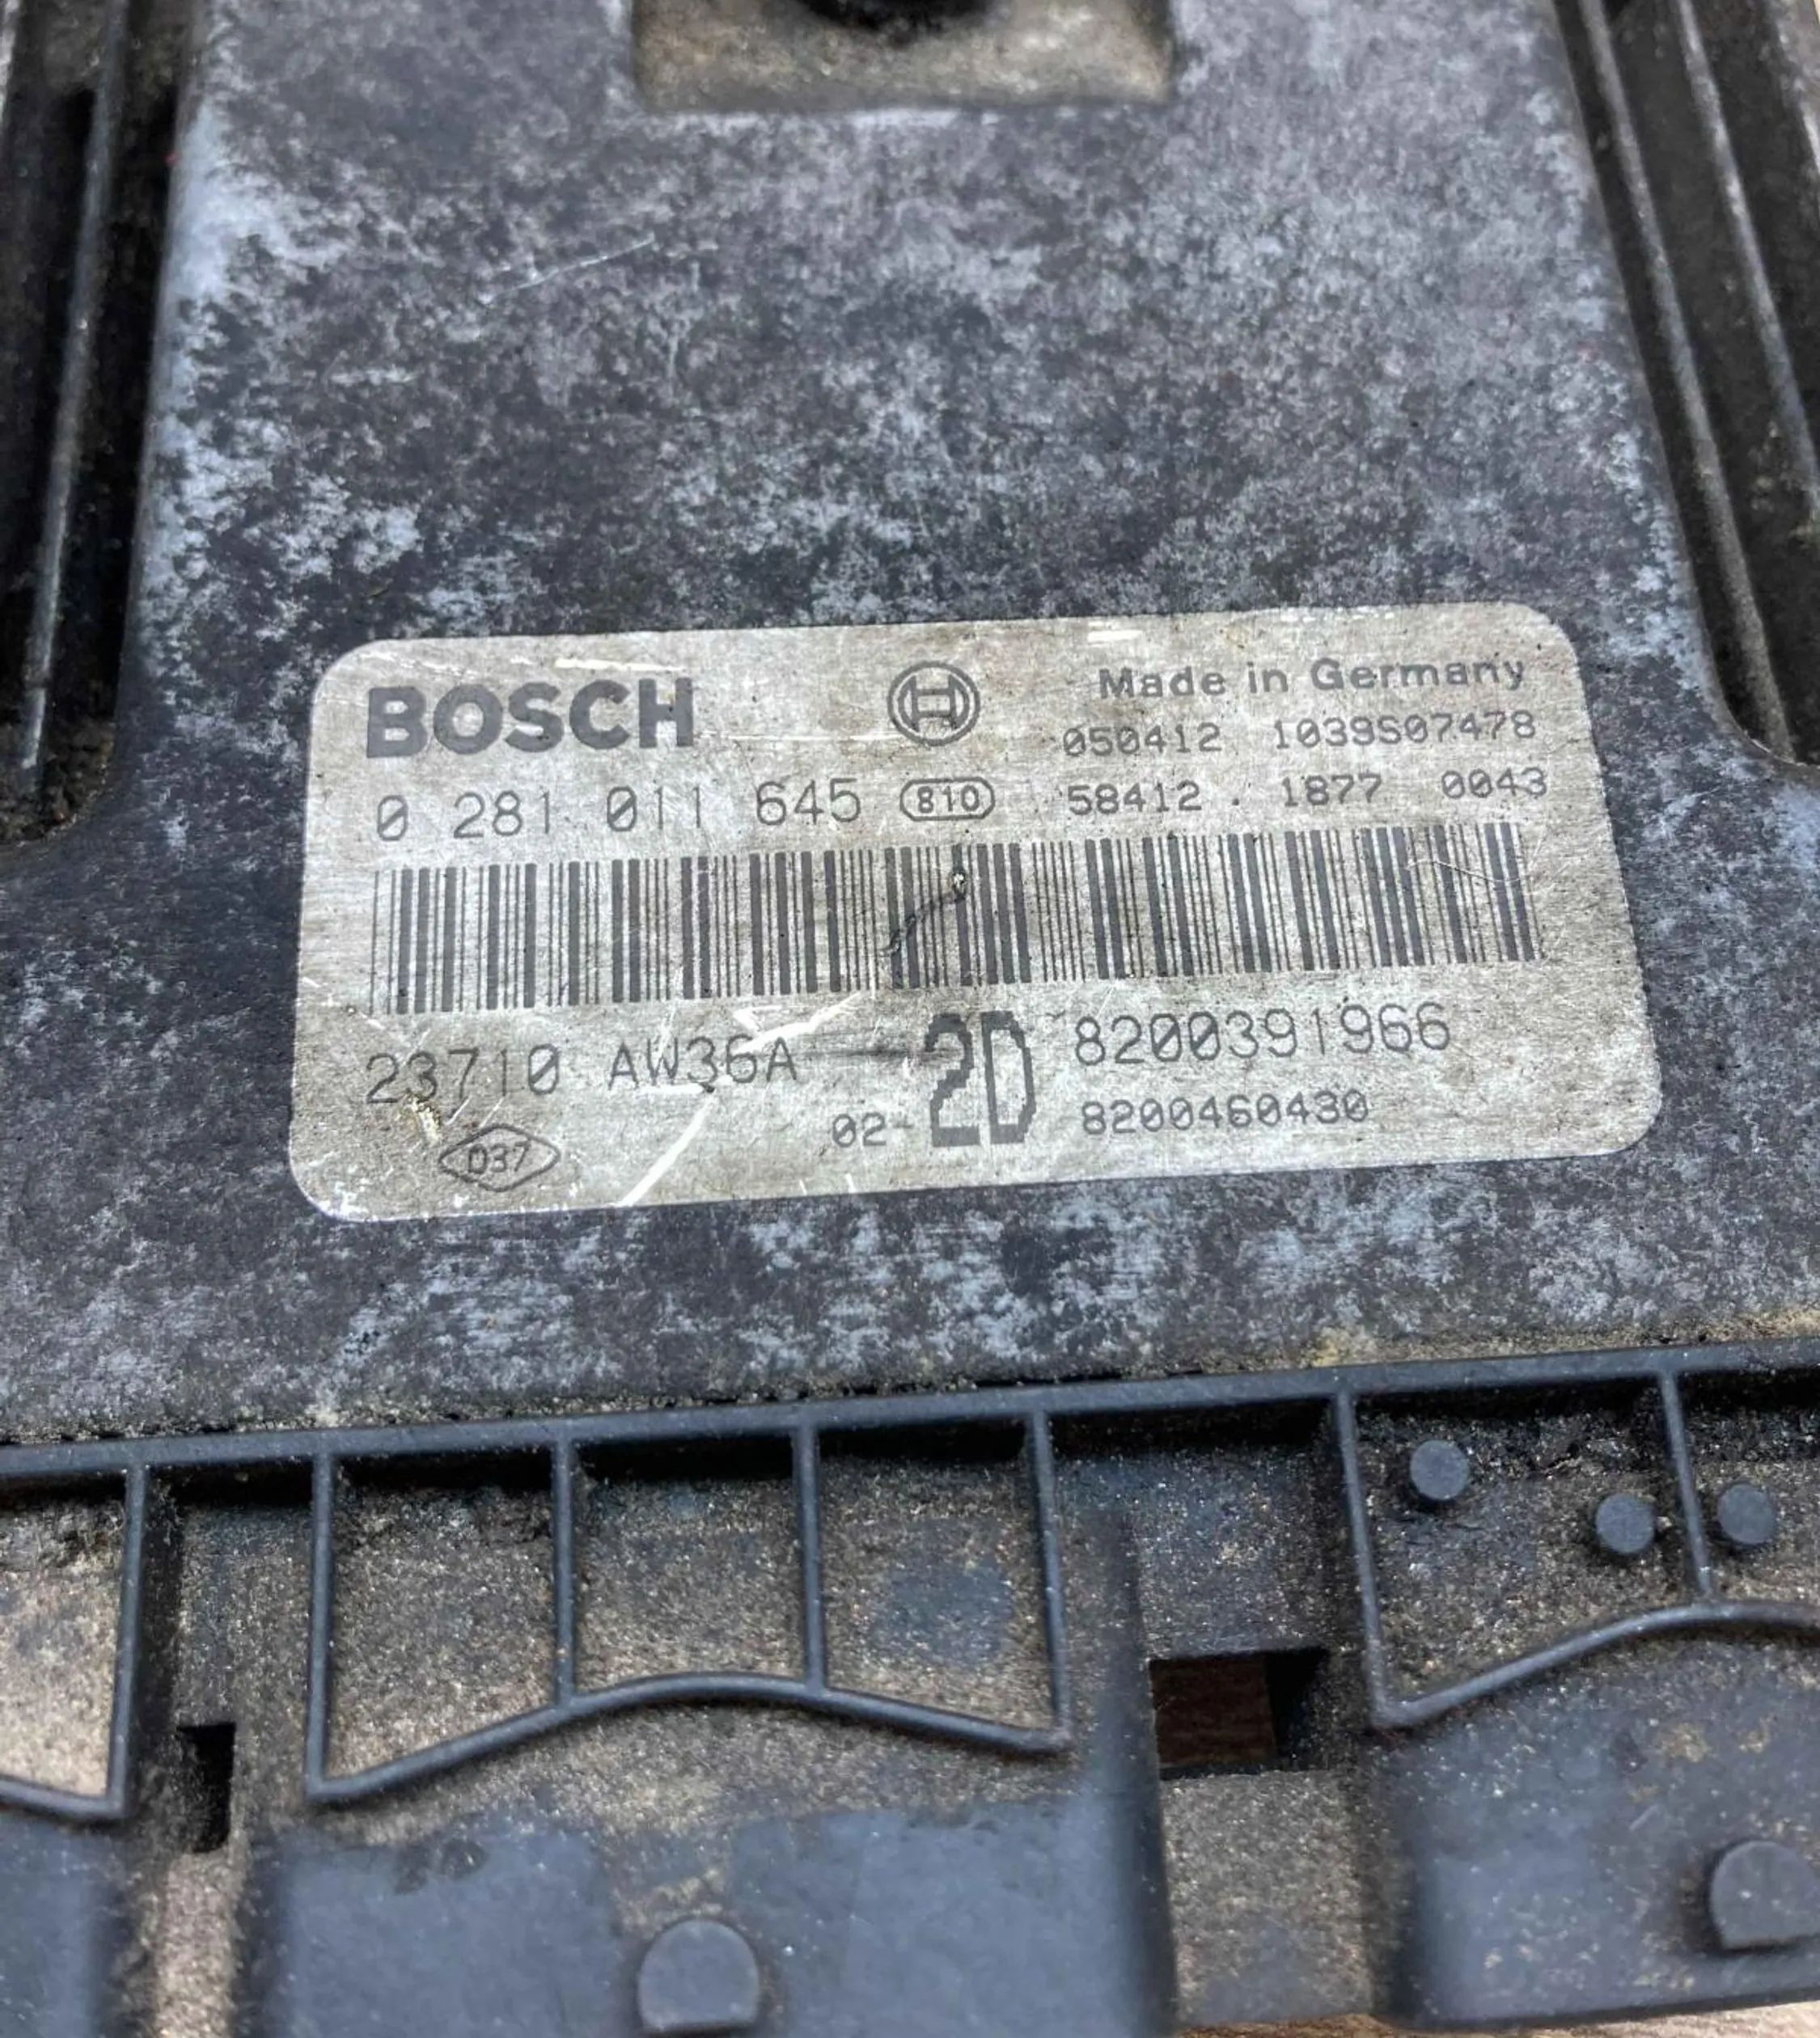 BOSCH
Made in Germany
050412 1039S07478
0 281 011 645 810 58412 . 1877 0043
23710 AW36A 2D 8200391966
02- 8200460430
037